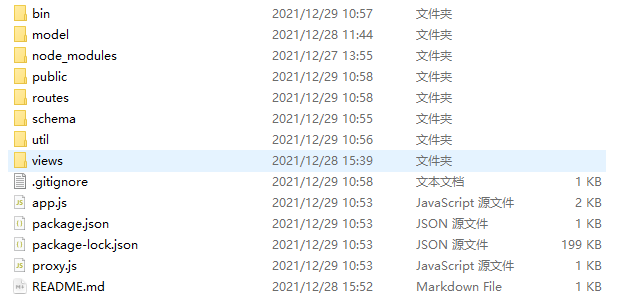 bin 2021/12/29 10:57 文件夹
model 2021/12/28 11:44 文件夹
node_modules 2021/12/27 13:55 文件夹
public 2021/12/29 10:58 文件夹
routes 2021/12/29 10:58 文件夹
schema 2021/12/29 10:55 文件夹
util 2021/12/29 10:56 文件夹
views 2021/12/28 15:39 文件夹
.gitignore 2021/12/29 10:58 文本文档 1 KB
app.js 2021/12/29 10:53 JavaScript 源文件 2 KB
package.json 2021/12/29 10:53 JSON 源文件 1 KB
package-lock.json 2021/12/29 10:53 JSON 源文件 199 KB
proxy.js 2021/12/29 10:53 JavaScript 源文件 1 KB
README.md 2021/12/28 15:52 Markdown File 1 KB